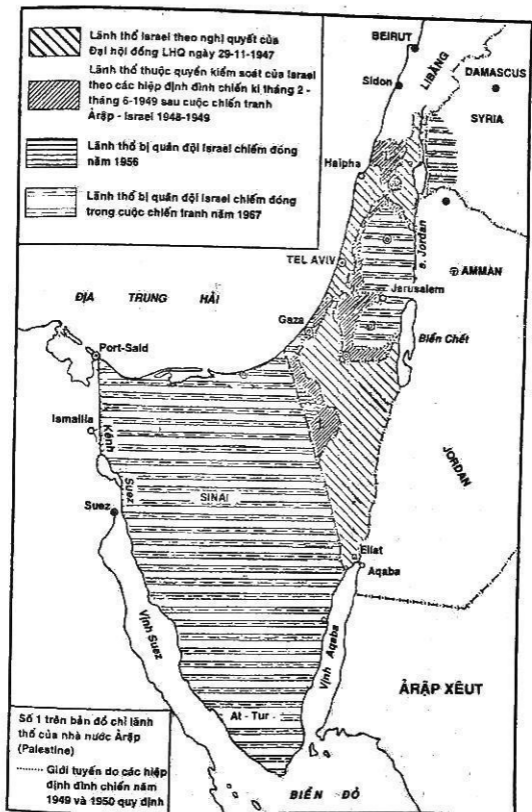 Lãnh thổ Israel theo nghị quyết của
Đại hội đồng LHQ ngày 29-11-1947
Lãnh thổ thuộc quyền kiểm soát của Israel
theo các hiệp định đình chiến kí tháng 2 -
tháng 6-1949 sau cuộc chiến tranh
Ảrập - Israel 1948-1949
Lãnh thổ bị quân đội Israel chiếm đóng
năm 1956
Lãnh thổ bị quân đội Israel chiếm đóng
trong cuộc chiến tranh năm 1967
BEIRUT
LIBĂNG
DAMASCUS
Sidon
SYRIA
Haipha
s. Jordan
TEL AVIV
AMMAN
Jerusalem
ĐỊA TRUNG HẢI
Gaza
Biển Chết
Port-Said
Ismailia
Kênh Suez
JORDAN
SINAI
Suez
Eilat
Aqaba
Vịnh Suez
Vịnh Aqaba
ẢRẬP XÊUT
At - Tur
Số 1 trên bản đồ chỉ lãnh
thổ của nhà nước Ảrập
(Palestine)
Giới tuyến do các hiệp
định đình chiến năm
1949 và 1950 quy định
BIỂN ĐỎ